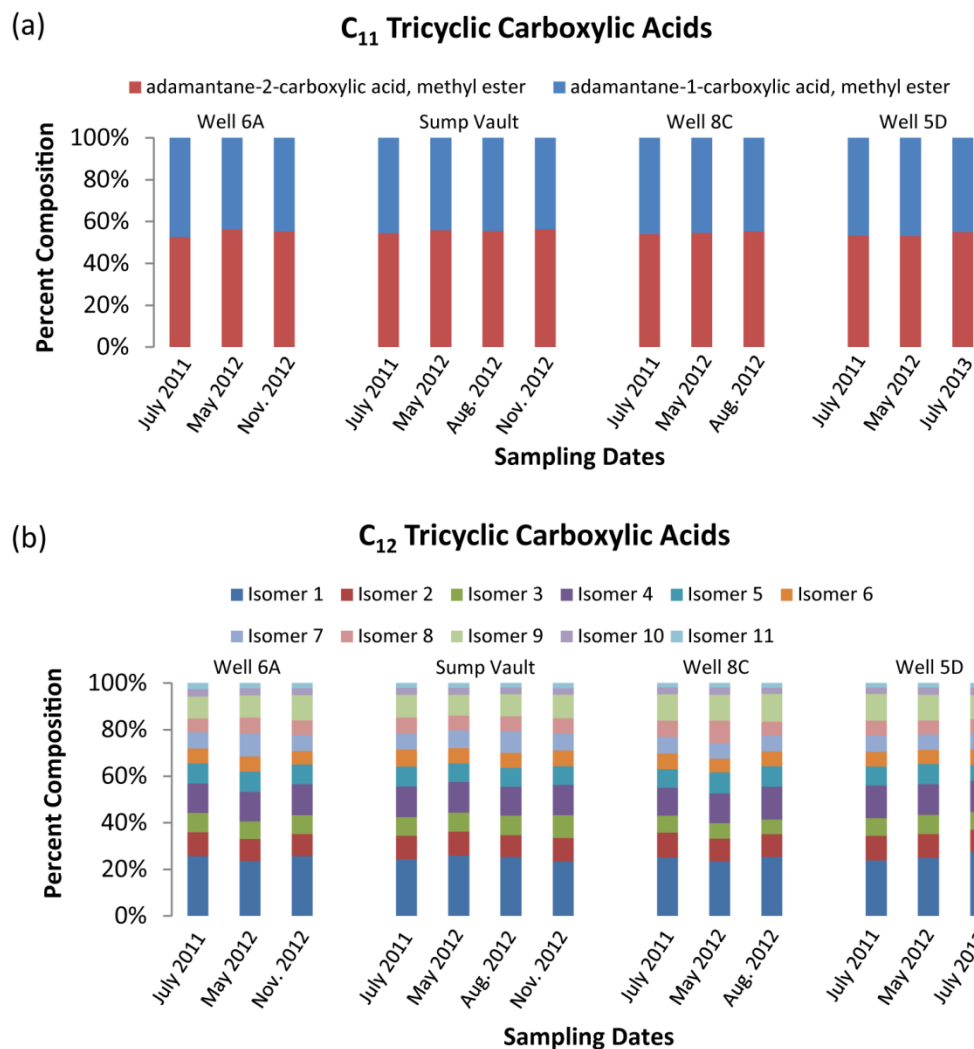 (a)
C11 Tricyclic Carboxylic Acids
adamantane-2-carboxylic acid, methyl ester adamantane-1-carboxylic acid, methyl ester
Well 6A Sump Vault Well 8C Well 5D
Percent Composition
100%
80%
60%
40%
20%
0%
July 2011 May 2012 Nov. 2012 July 2011 May 2012 Aug. 2012 Nov. 2012 July 2011 May 2012 Aug. 2012 July 2011 May 2012 July 2013
Sampling Dates
(b)
C12 Tricyclic Carboxylic Acids
Isomer 1 Isomer 2 Isomer 3 Isomer 4 Isomer 5 Isomer 6
Isomer 7 Isomer 8 Isomer 9 Isomer 10 Isomer 11
Well 6A Sump Vault Well 8C Well 5D
Percent Composition
100%
80%
60%
40%
20%
0%
July 2011 May 2012 Nov. 2012 July 2011 May 2012 Aug. 2012 Nov. 2012 July 2011 May 2012 Aug. 2012 July 2011 May 2012 July
Sampling Dates